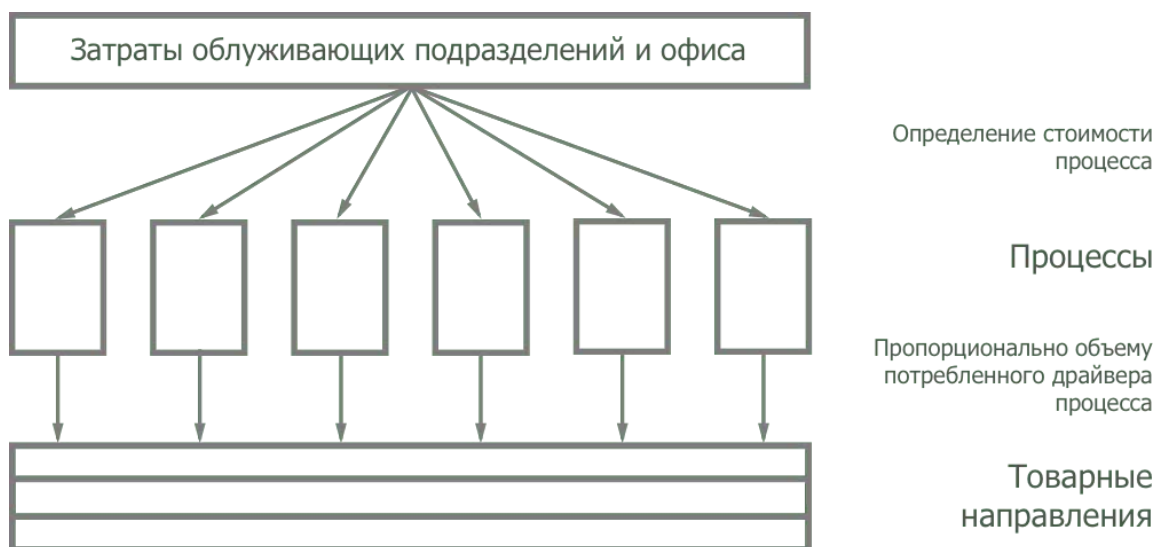 Затраты облуживающих подразделений и офиса
Определение стоимости
процесса
Процессы
Пропорционально объему
потребленного драйвера
процесса
Товарные
направления